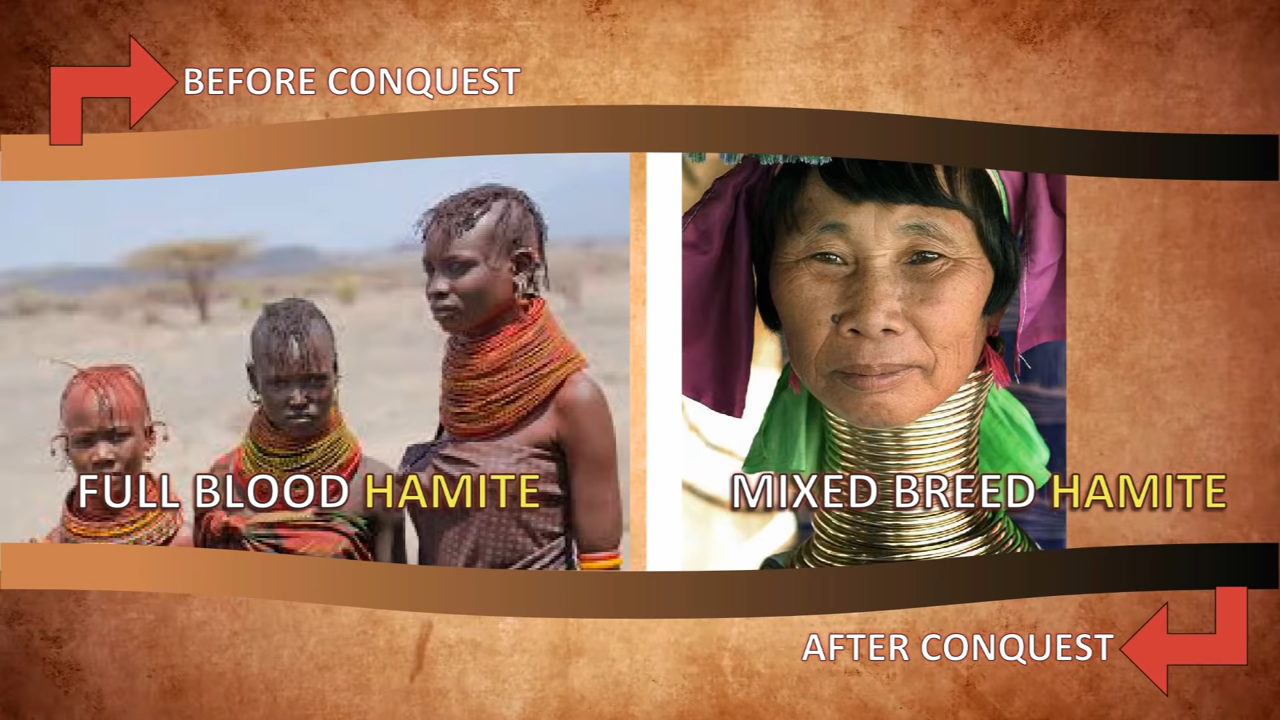 BEFORE CONQUEST
FULL BLOOD HAMITE
MIXED BREED HAMITE
AFTER CONQUEST